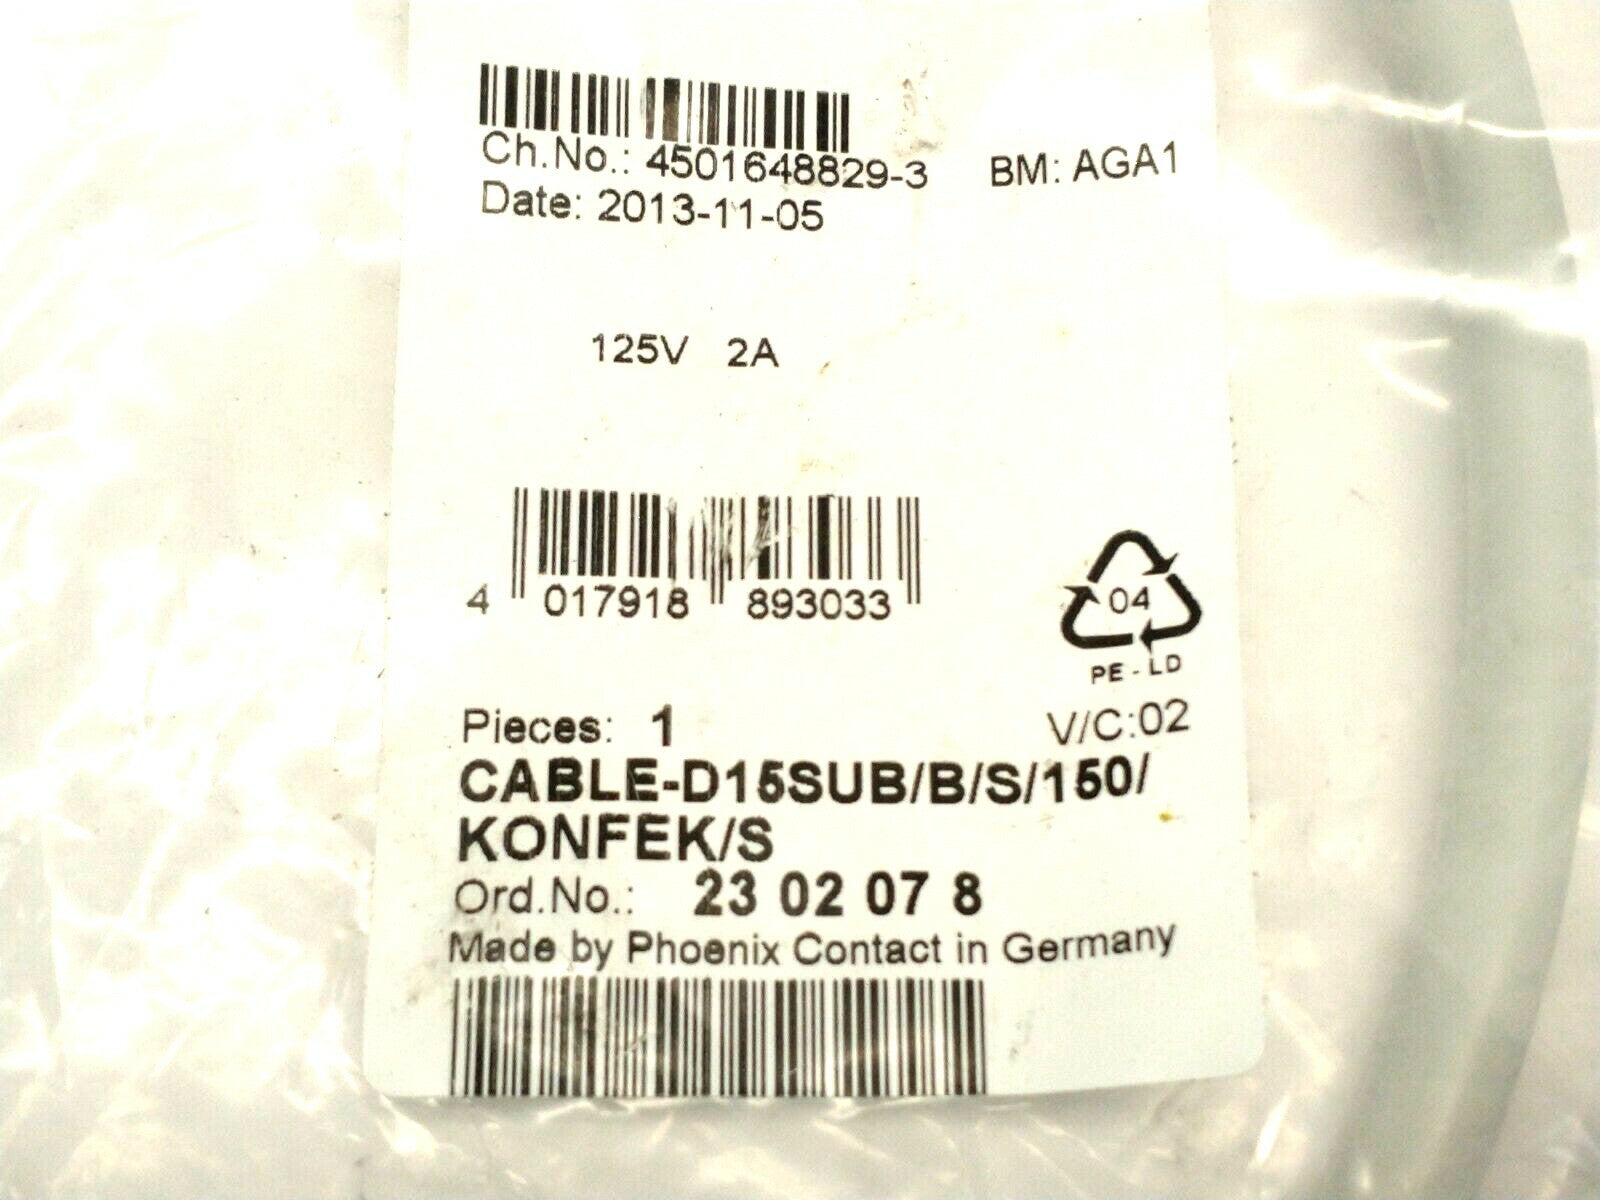 Ch.No.: 4501648829-3 BM: AGA1
Date: 2013-11-05
125V 2A
4 017918 893033
04
PE-LD
Pieces: 1 V/C:02
CABLE-D15SUB/B/S/150/
KONFEK/S
Ord.No.: 23 02 07 8
Made by Phoenix Contact in Germany